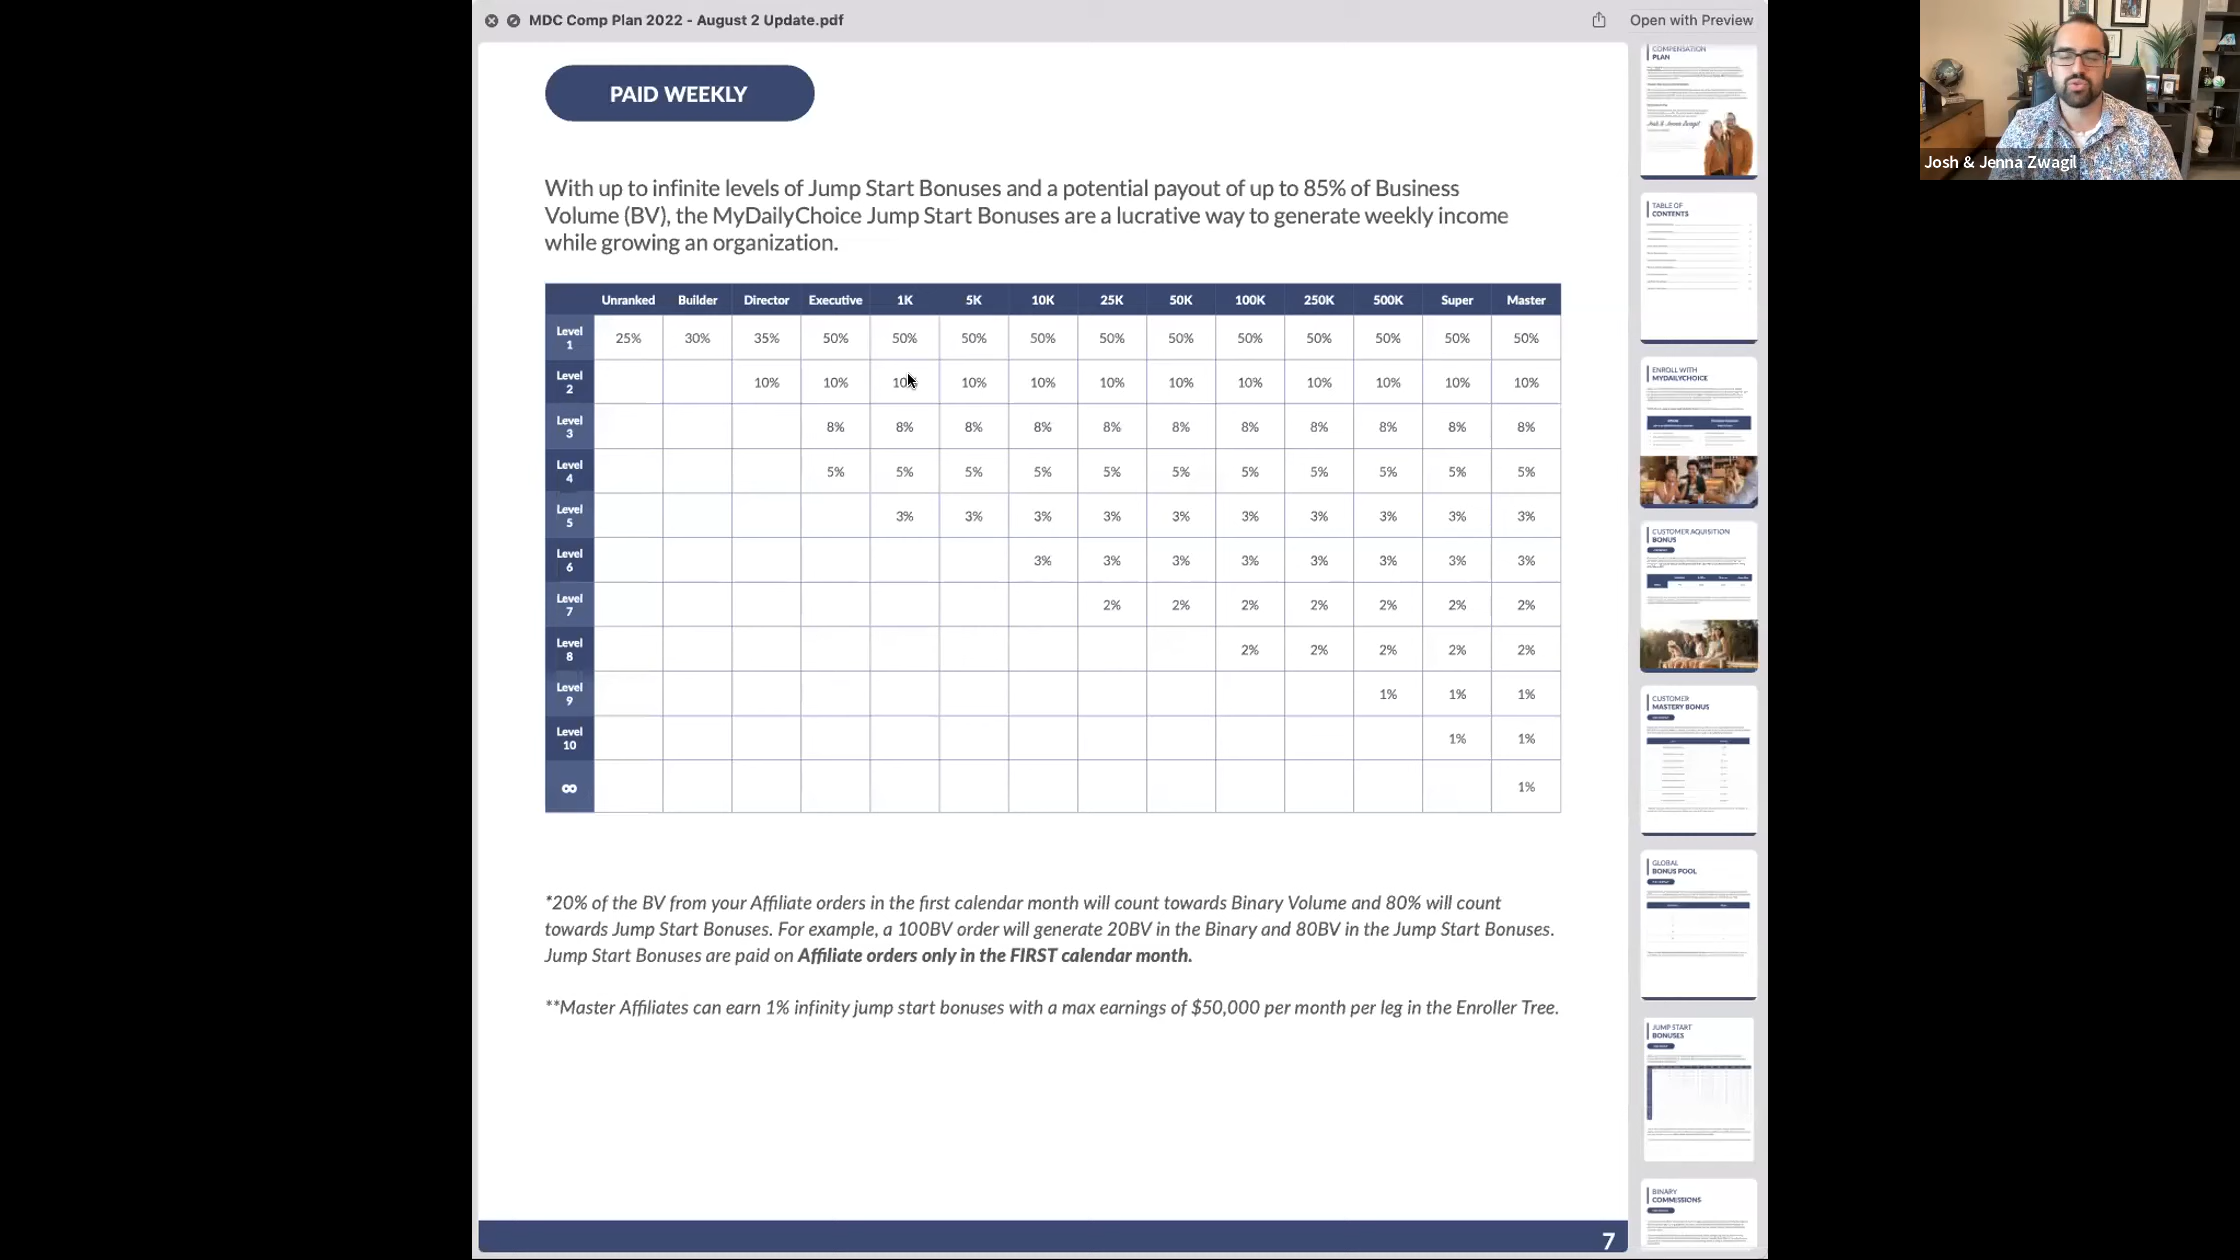 MDC Comp Plan 2022 - August 2 Update.pdf
Open with Preview
PAID WEEKLY
With up to infinite levels of Jump Start Bonuses and a potential payout of up to 85% of Business
Volume (BV), the MyDailyChoice Jump Start Bonuses are a lucrative way to generate weekly income
while growing an organization.
Unranked Builder Director Executive 1K 5K 10K 25K 50K 100K 250K 500K Super Master
Level 1 25% 30% 35% 50% 50% 50% 50% 50% 50% 50% 50% 50% 50% 50%
Level 2 10% 10% 10% 10% 10% 10% 10% 10% 10% 10% 10% 10%
Level 3 8% 8% 8% 8% 8% 8% 8% 8% 8% 8% 8%
Level 4 5% 5% 5% 5% 5% 5% 5% 5% 5% 5% 5%
Level 5 3% 3% 3% 3% 3% 3% 3% 3% 3% 3%
Level 6 3% 3% 3% 3% 3% 3% 3% 3%
Level 7 2% 2% 2% 2% 2% 2% 2%
Level 8 2% 2% 2% 2% 2%
Level 9 1% 1% 1%
Level 10 1% 1%
∞ 1%
*20% of the BV from your Affiliate orders in the first calendar month will count towards Binary Volume and 80% will count
towards Jump Start Bonuses. For example, a 100BV order will generate 20BV in the Binary and 80BV in the Jump Start Bonuses.
Jump Start Bonuses are paid on Affiliate orders only in the FIRST calendar month.
**Master Affiliates can earn 1% infinity jump start bonuses with a max earnings of $50,000 per month per leg in the Enroller Tree.
7
COMPENSATION
PLAN
Josh & Jenna Zwagil
TABLE OF
CONTENTS
ENROLL WITH
MYDAILYCHOICE
CUSTOMER AQUISITION
BONUS
CUSTOMER
MASTERY BONUS
GLOBAL
BONUS POOL
JUMP START
BONUSES
BINARY
COMMISSIONS
Josh & Jenna Zwagil